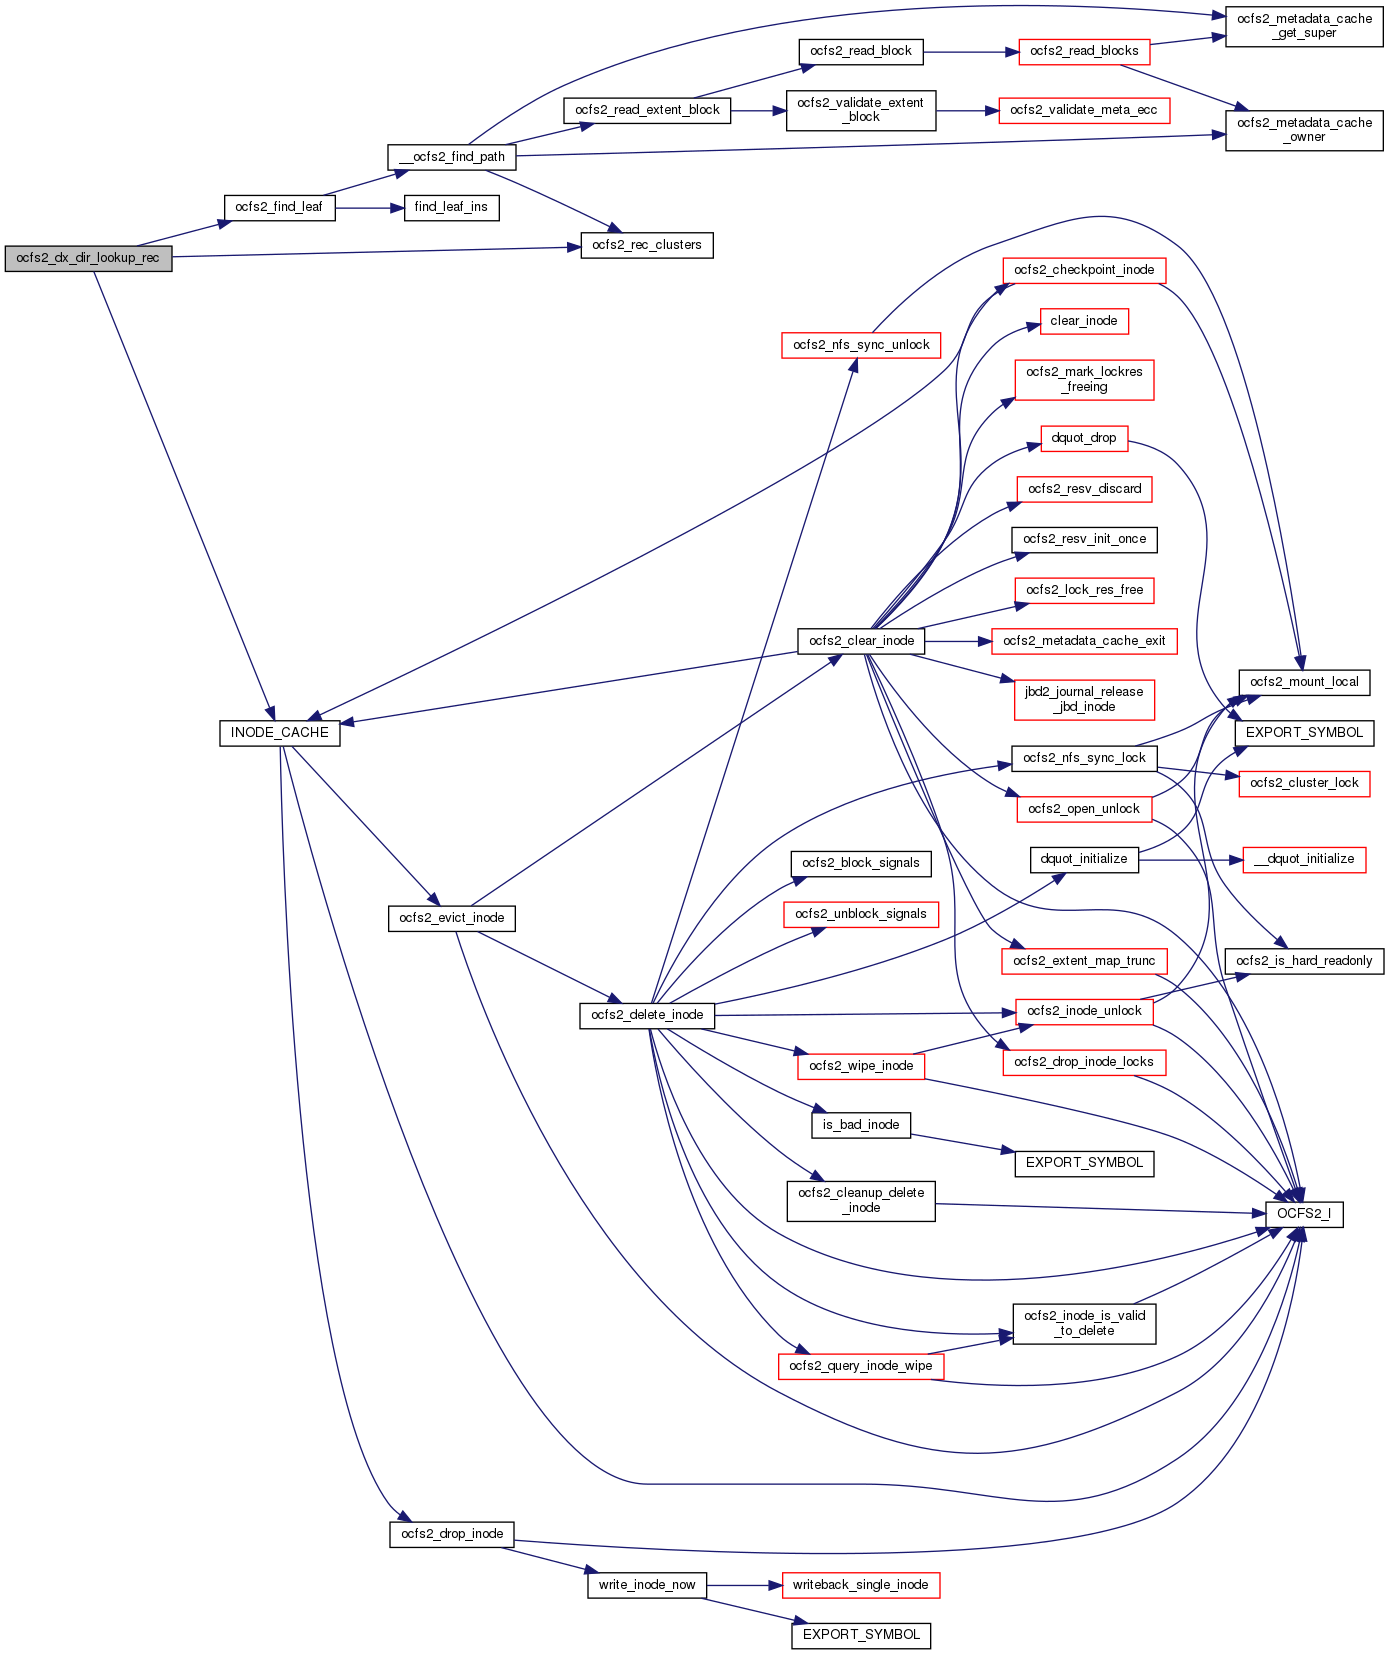 ocfs2_metadata_cache
_get_super
ocfs2_read_block
ocfs2_read_blocks
ocfs2_read_extent_block
ocfs2_validate_extent
_block
ocfs2_validate_meta_ecc
ocfs2_metadata_cache
_owner
__ocfs2_find_path
ocfs2_find_leaf
find_leaf_ins
ocfs2_rec_clusters
ocfs2_dx_dir_lookup_rec
ocfs2_checkpoint_inode
clear_inode
ocfs2_nfs_sync_unlock
ocfs2_mark_lockres
_freeing
dquot_drop
ocfs2_resv_discard
ocfs2_resv_init_once
ocfs2_lock_res_free
ocfs2_clear_inode
ocfs2_metadata_cache_exit
ocfs2_mount_local
jbd2_journal_release
_jbd_inode
INODE_CACHE
EXPORT_SYMBOL
ocfs2_nfs_sync_lock
ocfs2_cluster_lock
ocfs2_open_unlock
ocfs2_block_signals
dquot_initialize
__dquot_initialize
ocfs2_evict_inode
ocfs2_unblock_signals
ocfs2_extent_map_trunc
ocfs2_is_hard_readonly
ocfs2_delete_inode
ocfs2_inode_unlock
ocfs2_wipe_inode
ocfs2_drop_inode_locks
is_bad_inode
EXPORT_SYMBOL
ocfs2_cleanup_delete
_inode
OCFS2_I
ocfs2_inode_is_valid
_to_delete
ocfs2_query_inode_wipe
ocfs2_drop_inode
write_inode_now
writeback_single_inode
EXPORT_SYMBOL